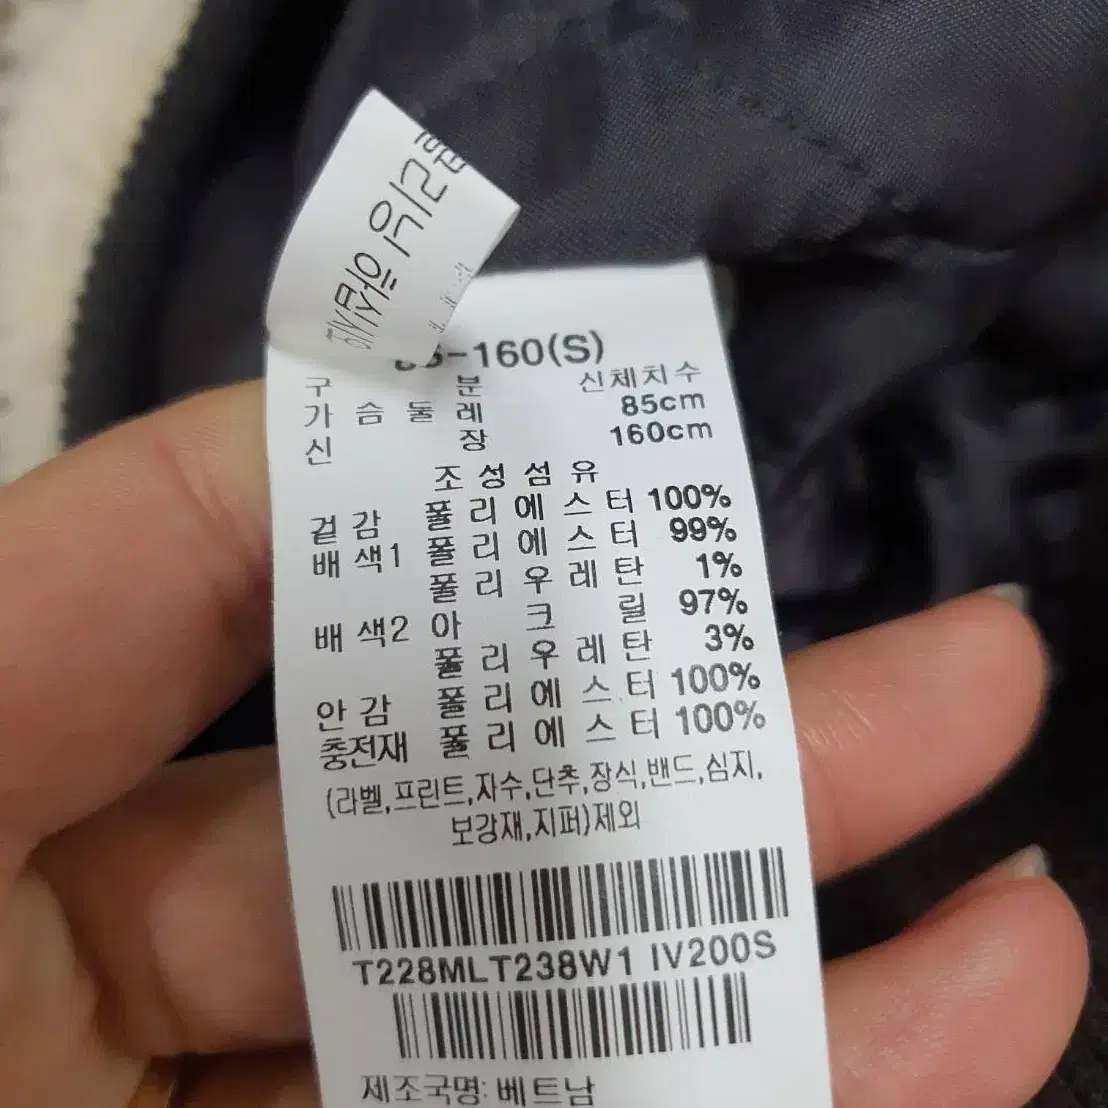 -160(S)
구 분 신체치수
가 슴 둘 레 85cm
신 장 160cm
조 성 섬 유
겉 감 폴 리 에 스 터 100%
배 색1 폴 리 에 스 터 99%
폴 리 우 레 탄 1%
배 색2 아 크 릴 97%
폴 리 우 레 탄 3%
안 감 폴 리 에 스 터 100%
충전재 폴 리 에 스 터 100%
(라벨,프린트,자수,단추,장식,밴드,심지,
보강재,지퍼)제외
T228MLT238W1 IV200S
제조국명: 베트남